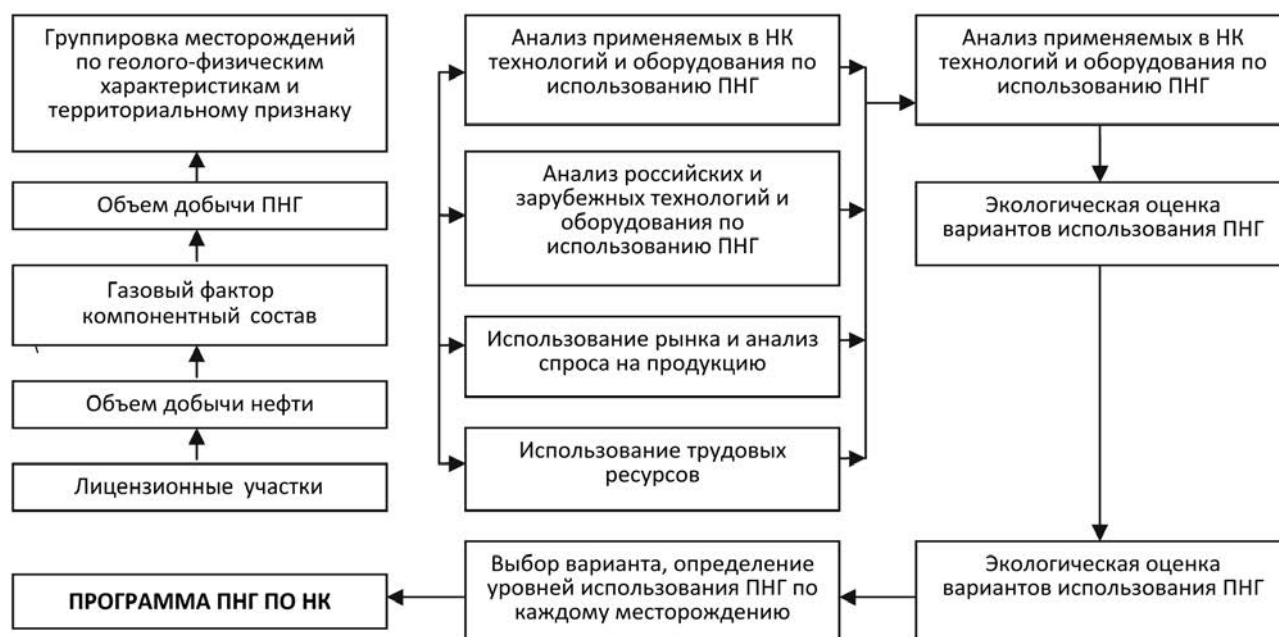 Группировка месторождений
по геолого-физическим
характеристикам и
территориальному признаку
Объем добычи ПНГ
Газовый фактор
компонентный состав
Объем добычи нефти
Лицензионные участки
ПРОГРАММА ПНГ ПО НК
Анализ применяемых в НК
технологий и оборудования по
использованию ПНГ
Анализ российских и
зарубежных технологий и
оборудования по
использованию ПНГ
Использование рынка и анализ
спроса на продукцию
Использование трудовых
ресурсов
Выбор варианта, определение
уровней использования ПНГ по
каждому месторождению
Анализ применяемых в НК
технологий и оборудования по
использованию ПНГ
Экологическая оценка
вариантов использования ПНГ
Экологическая оценка
вариантов использования ПНГ